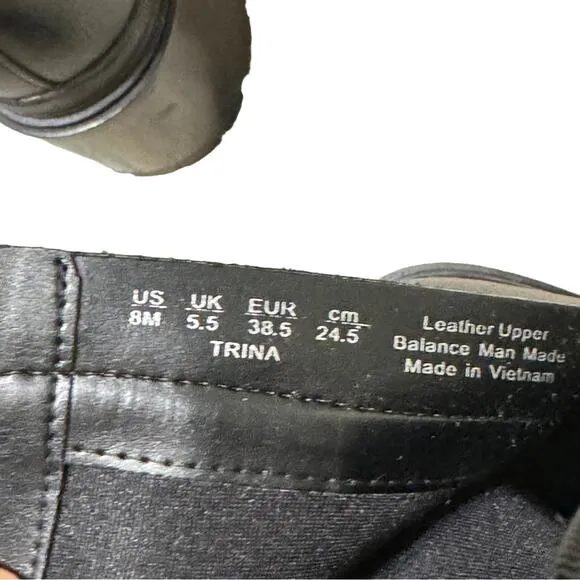 US UK EUR cm
8M 5.5 38.5 24.5
TRINA
Leather Upper
Balance Man Made
Made in Vietnam